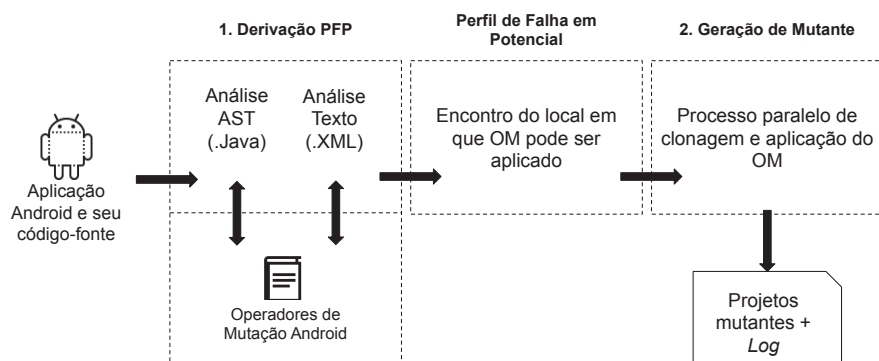 1. Derivação PFP
Perfil de Falha em
Potencial
2. Geração de Mutante
Análise
AST
(.Java)
Análise
Texto
(.XML)
Encontro do local em
que OM pode ser
aplicado
Processo paralelo de
clonagem e aplicação do
OM
Aplicação
Android e seu
código-fonte
Operadores de
Mutação Android
Projetos
mutantes +
Log